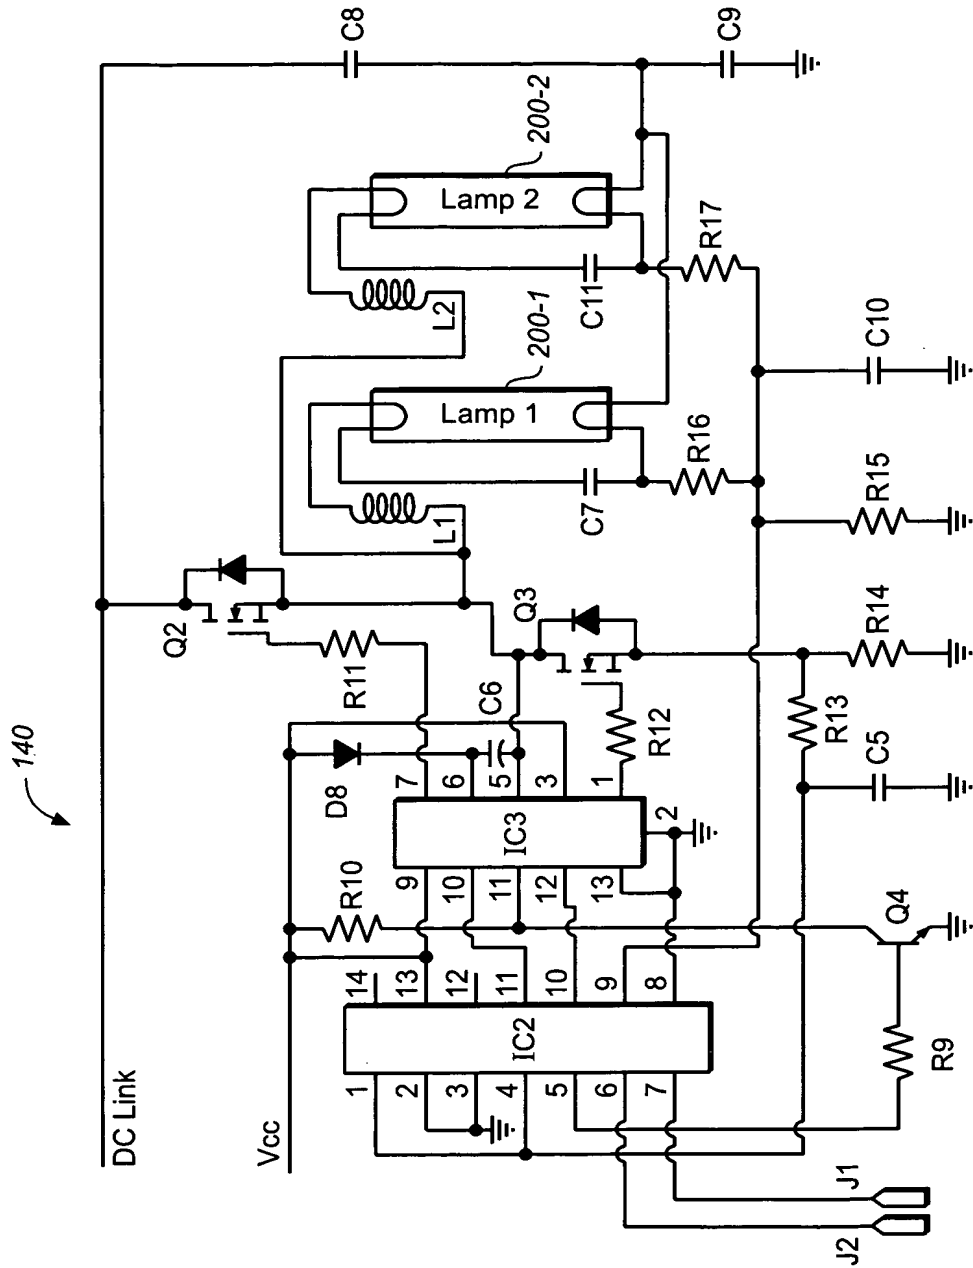 140
DC Link
Vcc
C8
C9
200-2
Lamp 2
L2
C11
R17
200-1
Lamp 1
L1
C7
R16
C10
R15
Q2
R11
Q3
C6
R12
R14
R13
C5
D8
7
6
5
3
1
IC3
2
9
10
11
12
13
R10
14
13
12
11
10
9
8
IC2
1
2
3
4
5
6
7
Q4
R9
J1
J2